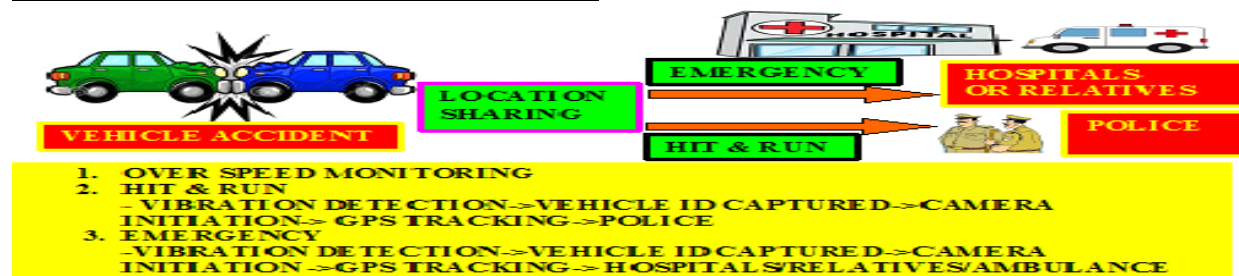 HOSPITAL
EMERGENCY
HOSPITALS
OR RELATIVES
LOCATION
SHARING
VEHICLE ACCIDENT
POLICE
HIT & RUN
1. OVER SPEED MONITORING
2. HIT & RUN
- VIBRATION DETECTION->VEHICLE ID CAPTURED->CAMERA
INITIATION-> GPS TRACKING->POLICE
3. EMERGENCY
-VIBRATION DETECTION->VEHICLE ID CAPTURED->CAMERA
INITIATION ->GPS TRACKING-> HOSPITALS/RELATIVES/AMBULANCE